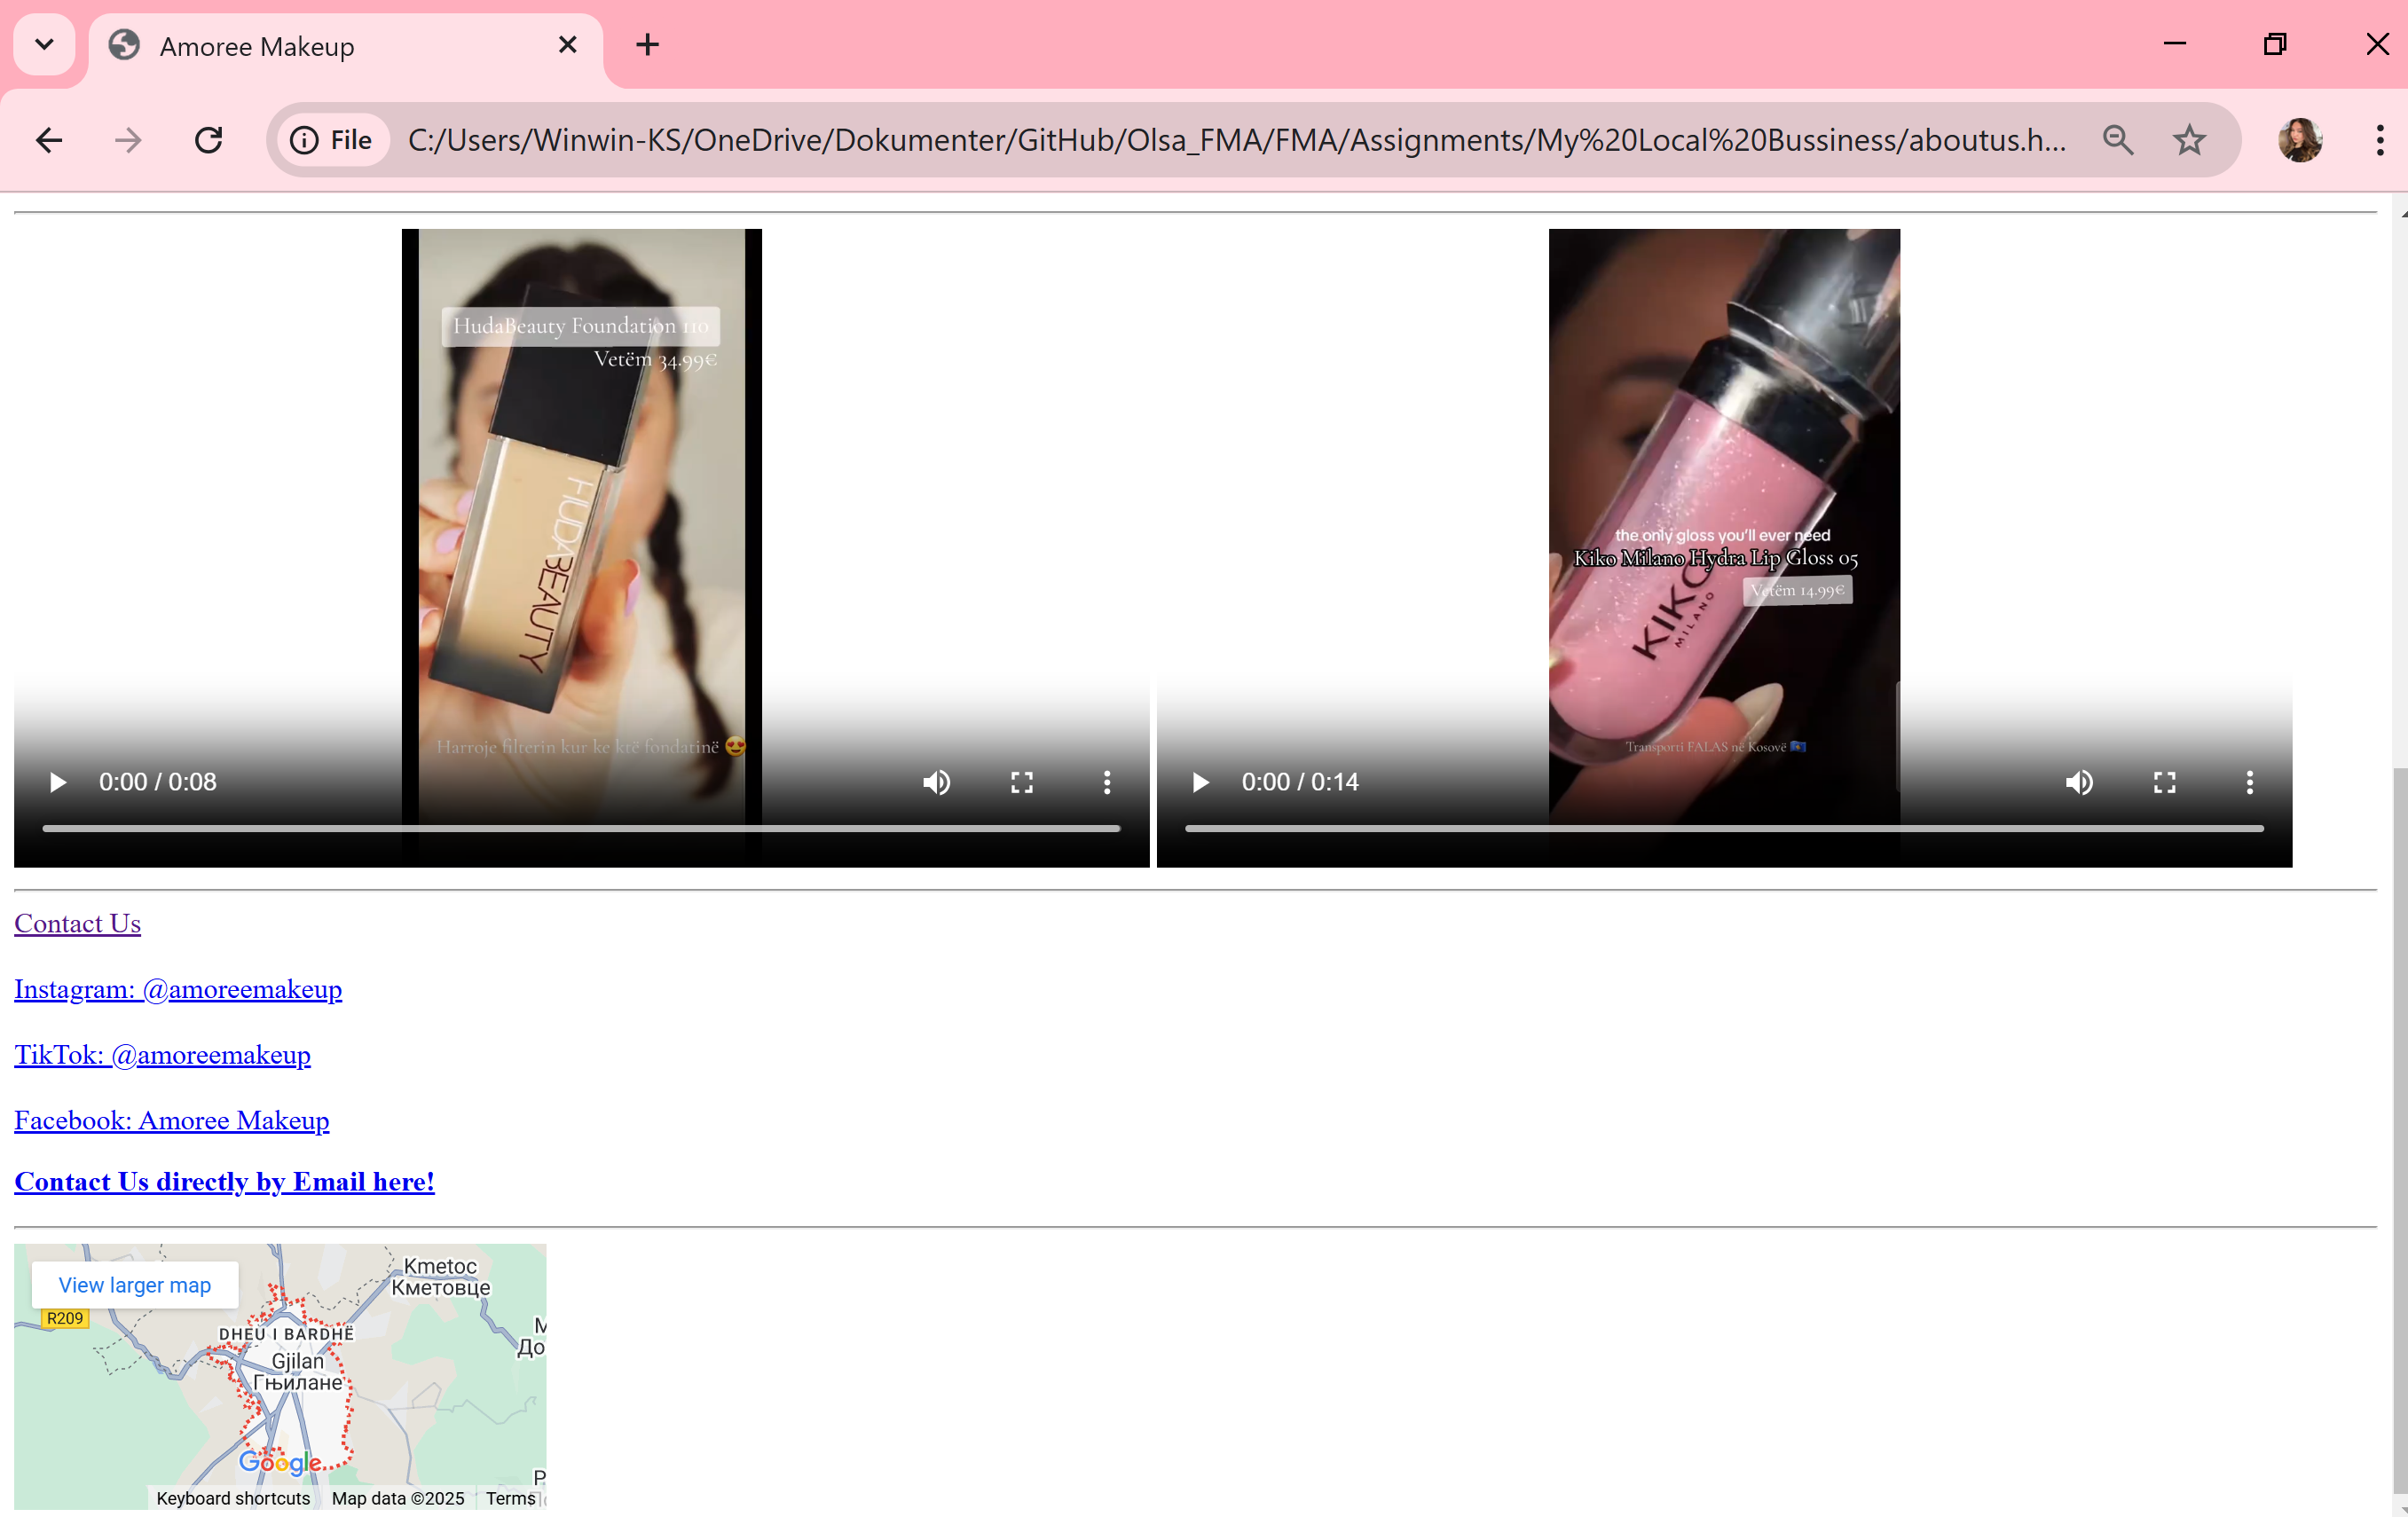 Amoree Makeup
File
C:/Users/Winwin-KS/OneDrive/Dokumenter/GitHub/Olsa_FMA/FMA/Assignments/My%20Local%20Bussiness/aboutus.h...
HudaBeauty Foundation 110
Vetëm 34.99€
HUDABEAUTY
Harroje filterin kur ke ktë fondatinë 😍
0:00 / 0:08
the only gloss you'll ever need
Kiko Milano Hydra Lip Gloss 05
Vetëm 14.99€
KIKO
MILANO
Transporti FALAS në Kosovë 🇽🇰
0:00 / 0:14
Contact Us
Instagram: @amoreemakeup
TikTok: @amoreemakeup
Facebook: Amoree Makeup
Contact Us directly by Email here!
View larger map
R209
Kmetoc
Кметовце
DHEU I BARDHË
Gjilan
Гњилане
Google
Keyboard shortcuts
Map data ©2025
Terms